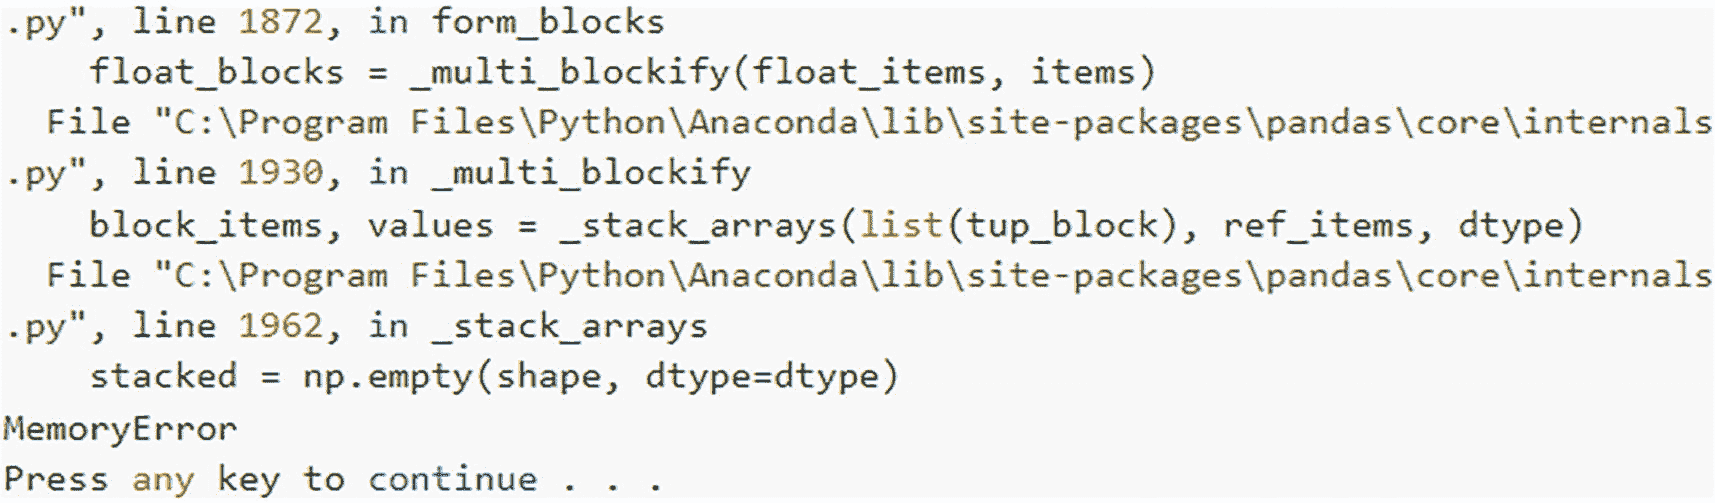 .py", line 1872, in form_blocks
    float_blocks = _multi_blockify(float_items, items)
  File "C:\Program Files\Python\Anaconda\lib\site-packages\pandas\core\internals
.py", line 1930, in _multi_blockify
    block_items, values = _stack_arrays(list(tup_block), ref_items, dtype)
  File "C:\Program Files\Python\Anaconda\lib\site-packages\pandas\core\internals
.py", line 1962, in _stack_arrays
    stacked = np.empty(shape, dtype=dtype)
MemoryError
Press any key to continue . . .